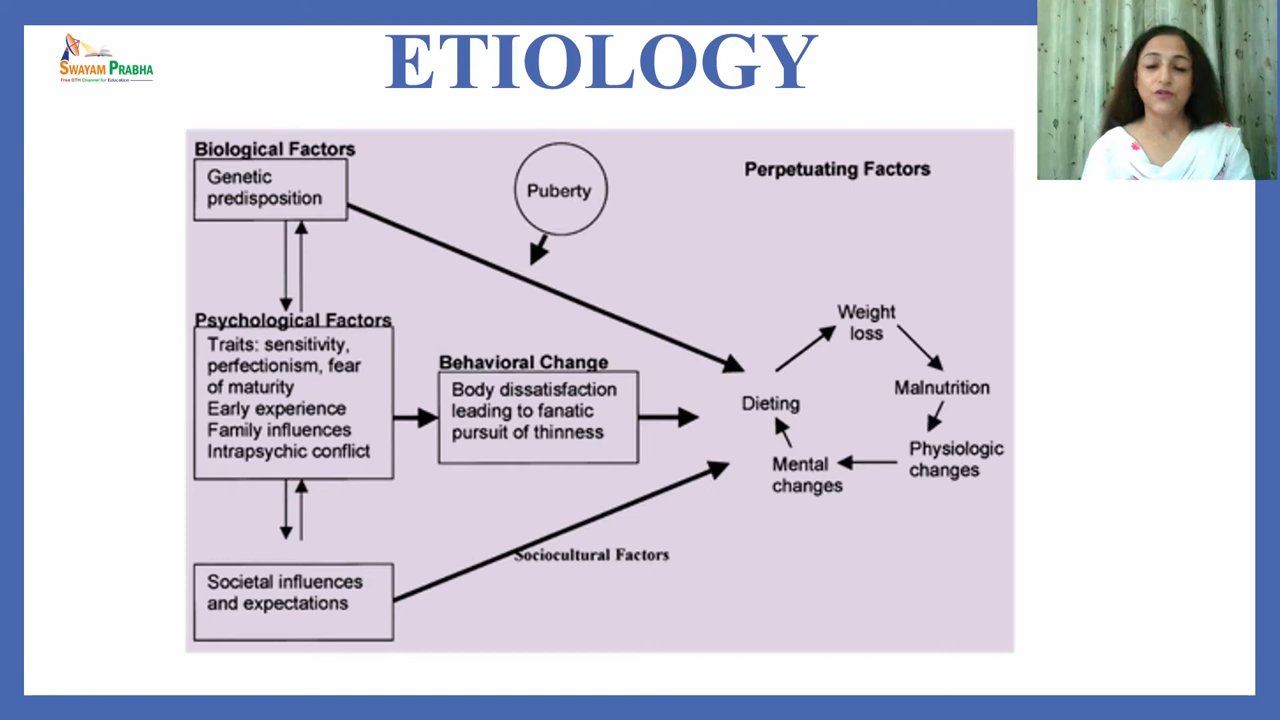 ETIOLOGY
SWAYAM PRABHA
Free DTH Channel for Education
Biological Factors
Genetic
predisposition
Puberty
Perpetuating Factors
Psychological Factors
Traits: sensitivity,
perfectionism, fear
of maturity
Early experience
Family influences
Intrapsychic conflict
Behavioral Change
Body dissatisfaction
leading to fanatic
pursuit of thinness
Dieting
Weight
loss
Malnutrition
Physiologic
changes
Mental
changes
Sociocultural Factors
Societal influences
and expectations